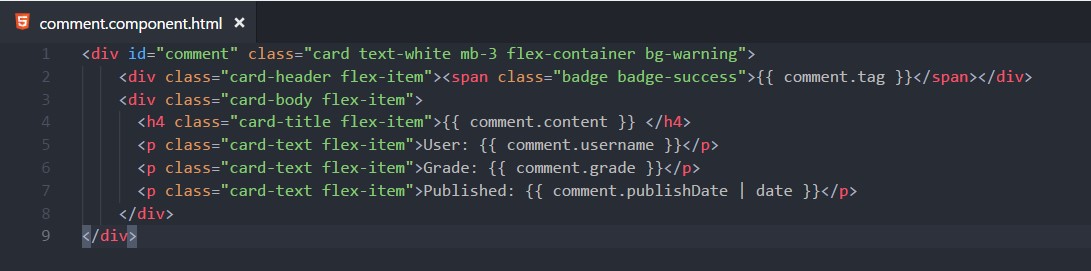 comment.component.html ×
1 <div id="comment" class="card text-white mb-3 flex-container bg-warning">
2     <div class="card-header flex-item"><span class="badge badge-success">{{ comment.tag }}</span></div>
3     <div class="card-body flex-item">
4       <h4 class="card-title flex-item">{{ comment.content }} </h4>
5       <p class="card-text flex-item">User: {{ comment.username }}</p>
6       <p class="card-text flex-item">Grade: {{ comment.grade }}</p>
7       <p class="card-text flex-item">Published: {{ comment.publishDate | date }}</p>
8     </div>
9 </div>